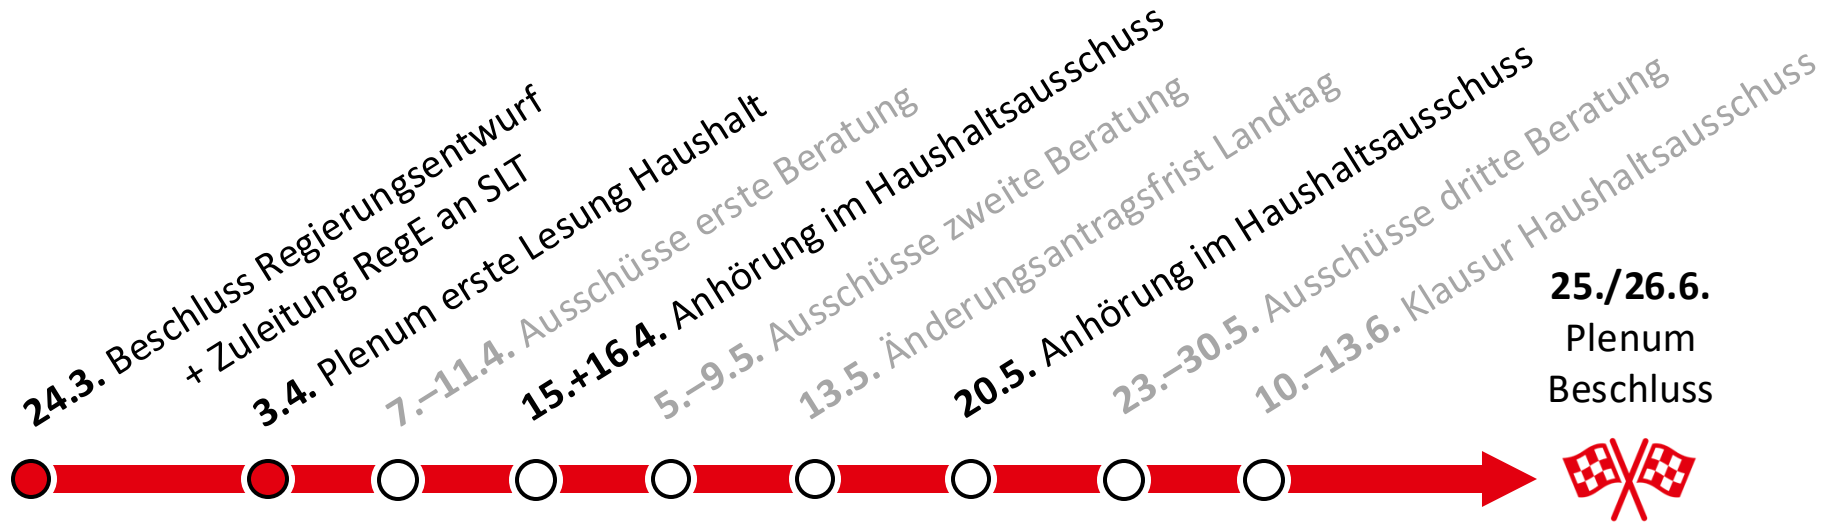 24.3. Beschluss Regierungsentwurf
+ Zuleitung RegE an SLT
3.4. Plenum erste Lesung Haushalt
7.–11.4. Ausschüsse erste Beratung
15.+16.4. Anhörung im Haushaltsausschuss
5.–9.5. Ausschüsse zweite Beratung
13.5. Änderungsantragsfrist Landtag
20.5. Anhörung im Haushaltsausschuss
23.–30.5. Ausschüsse dritte Beratung
10.–13.6. Klausur Haushaltsausschuss
25./26.6.
Plenum
Beschluss